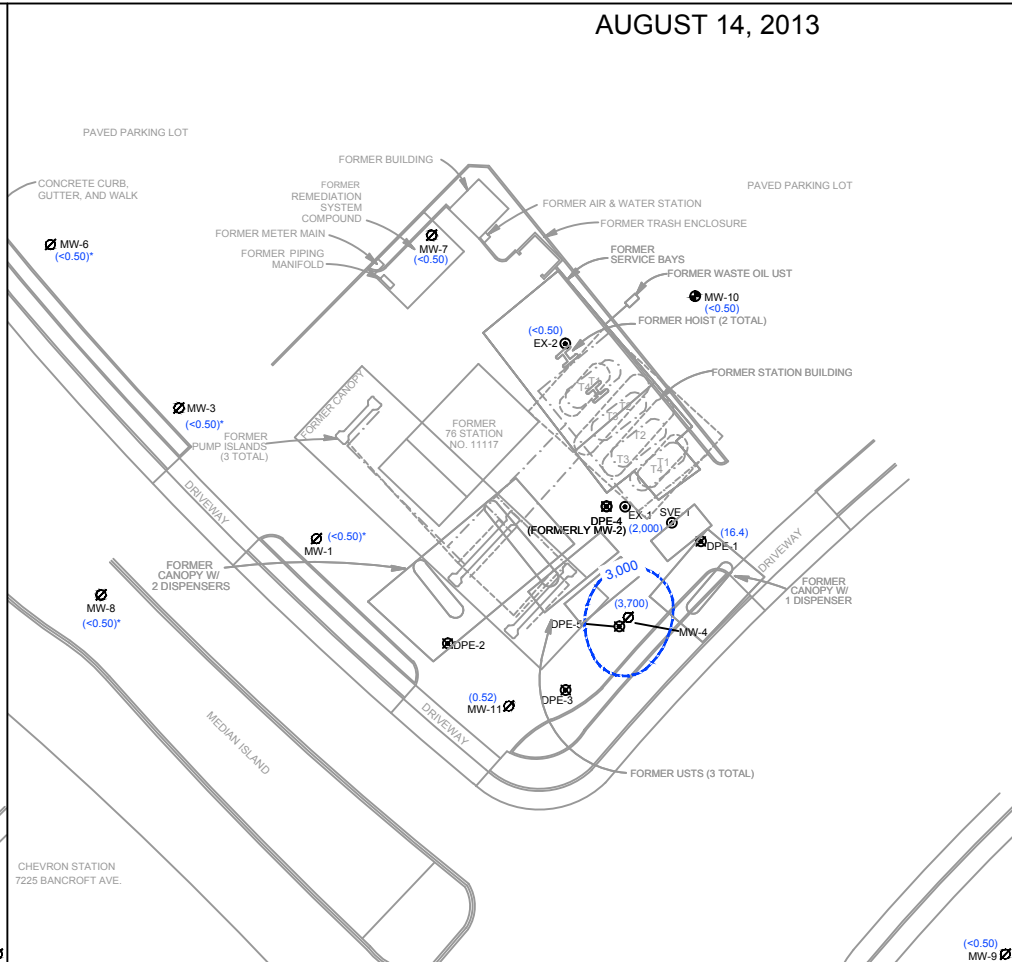 AUGUST 14, 2013
PAVED PARKING LOT
FORMER BUILDING
CONCRETE CURB,
GUTTER, AND WALK
FORMER
REMEDIATION
SYSTEM
COMPOUND
PAVED PARKING LOT
FORMER AIR & WATER STATION
FORMER TRASH ENCLOSURE
FORMER METER MAIN
MW-6
(<0.50)*
MW-7
(<0.50)
FORMER PIPING
MANIFOLD
FORMER
SERVICE BAYS
FORMER WASTE OIL UST
MW-10
(<0.50)
FORMER HOIST (2 TOTAL)
(<0.50)
EX-2
FORMER STATION BUILDING
T1
T2
T3
T2
T3
T1
T4
MW-3
(<0.50)*
FORMER CANOPY
FORMER
PUMP ISLANDS
(3 TOTAL)
FORMER
76 STATION
NO. 11117
DRIVEWAY
DPE-4
(FORMERLY MW-2)
EX-1
(2,000)
SVE-1
(16.4)
DPE-1
DRIVEWAY
MW-1
(<0.50)*
FORMER
CANOPY W/
2 DISPENSERS
3,000
FORMER
CANOPY W/
1 DISPENSER
MW-8
(<0.50)*
(3,700)
DPE-5
MW-4
DPE-2
DPE-3
(0.52)
MW-11
DRIVEWAY
MEDIAN ISLAND
FORMER USTS (3 TOTAL)
CHEVRON STATION
7225 BANCROFT AVE.
(<0.50)
MW-9